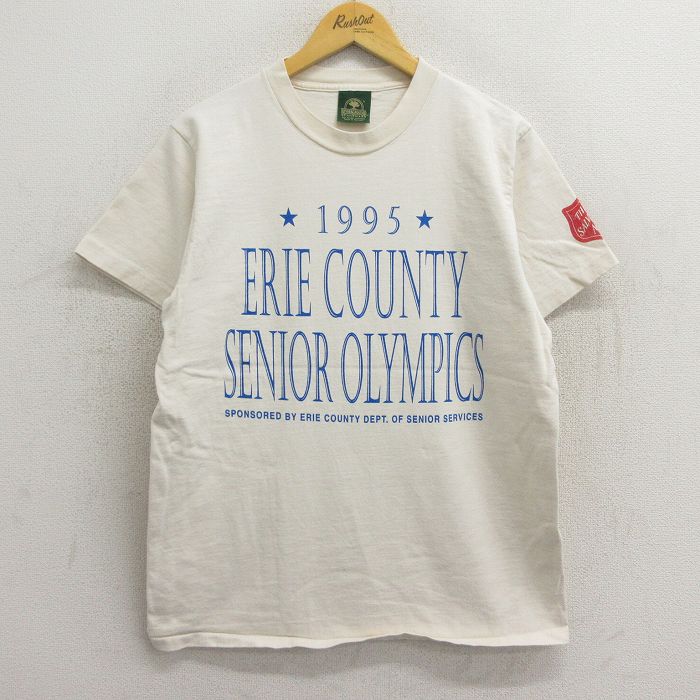 RushOut
★ 1995 ★
ERIE COUNTY
SENIOR OLYMPICS
SPONSORED BY ERIE COUNTY DEPT. OF SENIOR SERVICES